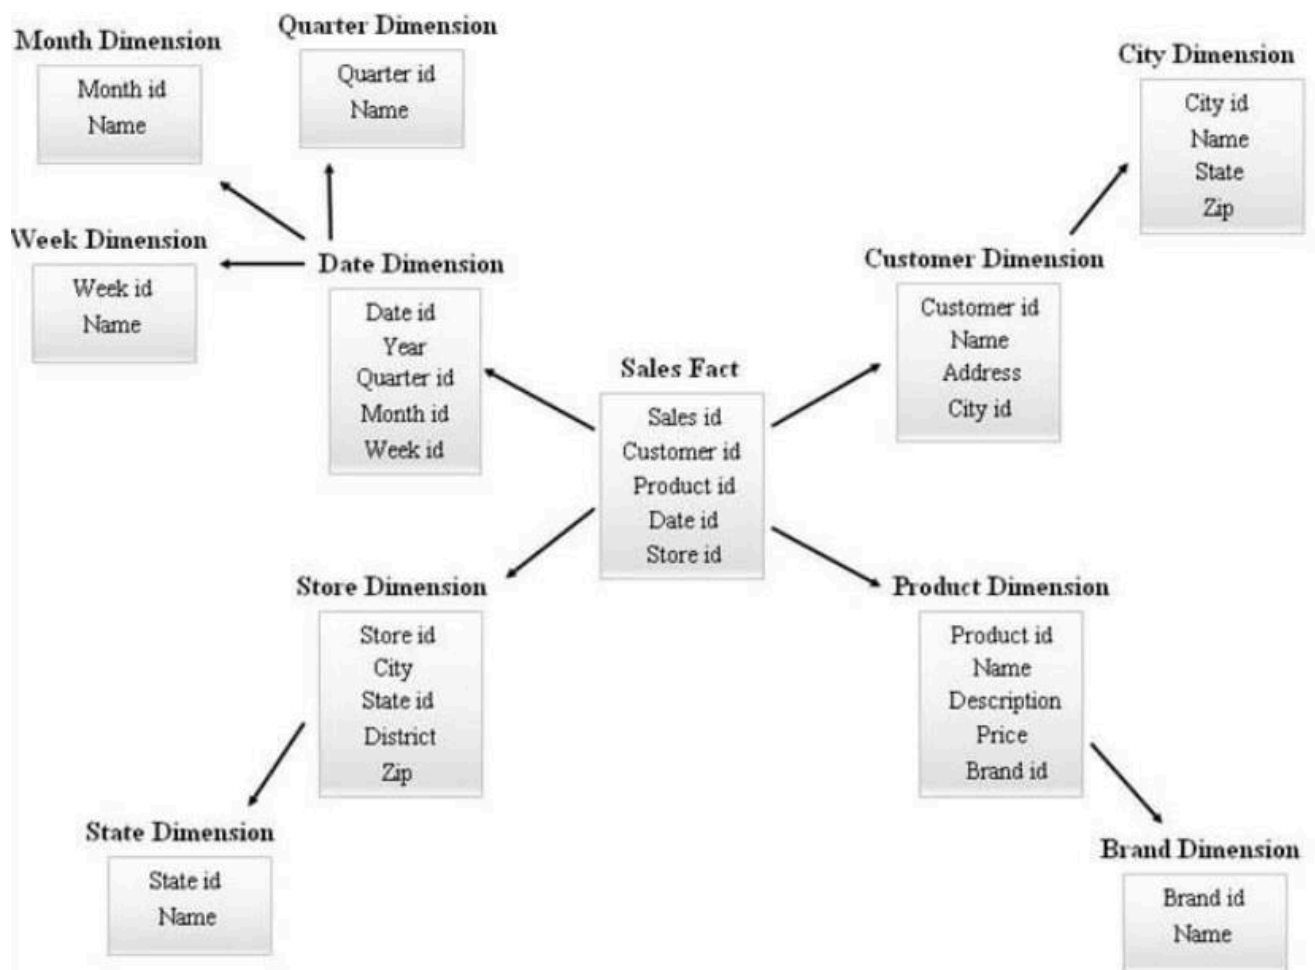 Month Dimension
Month id
Name
Quarter Dimension
Quarter id
Name
City Dimension
City id
Name
State
Zip
Week Dimension
Week id
Name
Date Dimension
Date id
Year
Quarter id
Month id
Week id
Customer Dimension
Customer id
Name
Address
City id
Sales Fact
Sales id
Customer id
Product id
Date id
Store id
Store Dimension
Store id
City
State id
District
Zip
Product Dimension
Product id
Name
Description
Price
Brand id
State Dimension
State id
Name
Brand Dimension
Brand id
Name